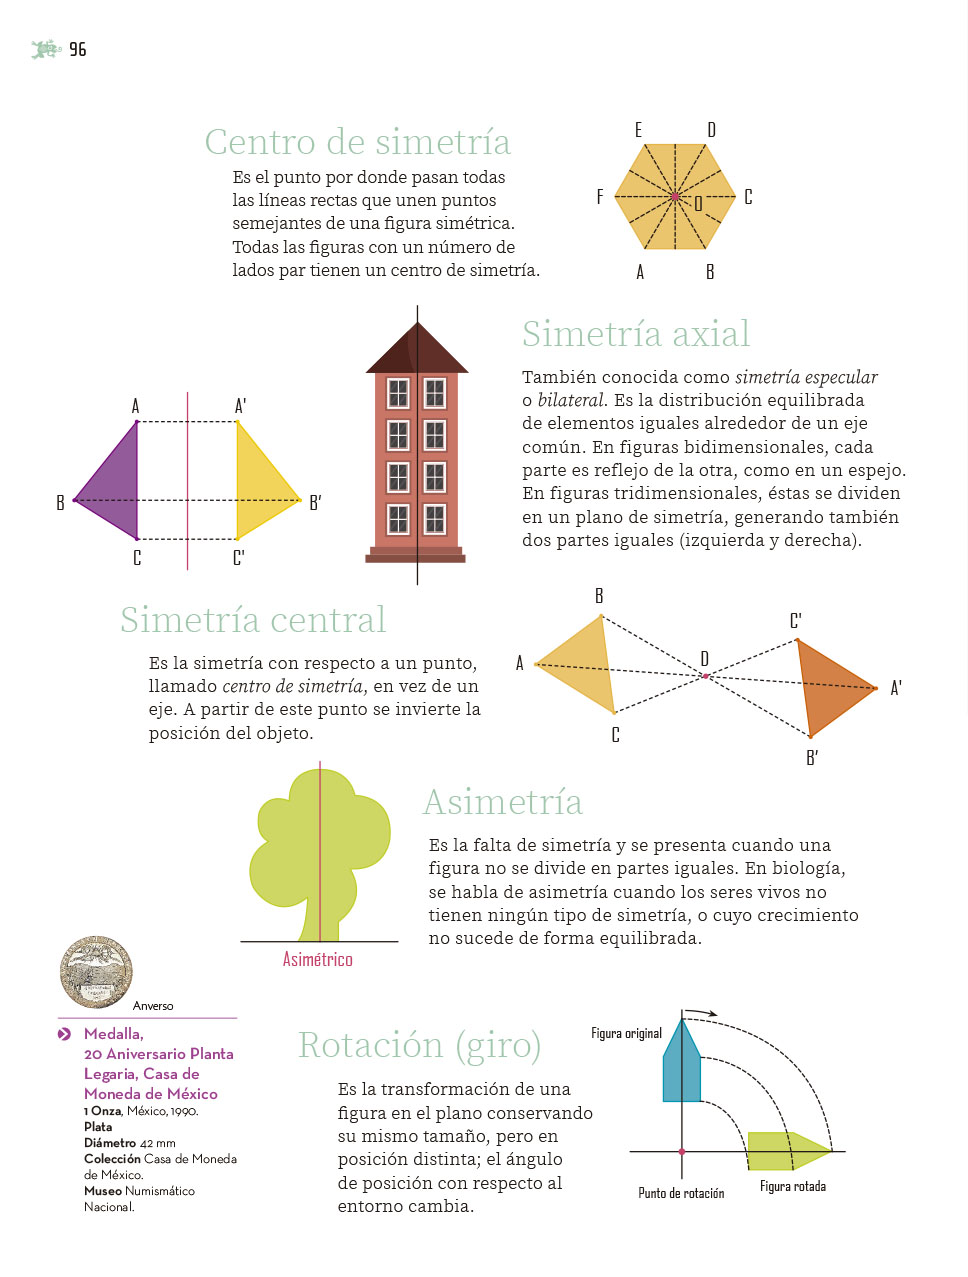 96
Centro de simetría
Es el punto por donde pasan todas
las líneas rectas que unen puntos
semejantes de una figura simétrica.
Todas las figuras con un número de
lados par tienen un centro de simetría.
E
D
F
O
C
A
B
Simetría axial
También conocida como simetría especular
o bilateral. Es la distribución equilibrada
de elementos iguales alrededor de un eje
común. En figuras bidimensionales, cada
parte es reflejo de la otra, como en un espejo.
En figuras tridimensionales, éstas se dividen
en un plano de simetría, generando también
dos partes iguales (izquierda y derecha).
A
A'
B
B'
C
C'
Simetría central
Es la simetría con respecto a un punto,
llamado centro de simetría, en vez de un
eje. A partir de este punto se invierte la
posición del objeto.
B
C'
A
D
A'
C
B'
Asimetría
Es la falta de simetría y se presenta cuando una
figura no se divide en partes iguales. En biología,
se habla de asimetría cuando los seres vivos no
tienen ningún tipo de simetría, o cuyo crecimiento
no sucede de forma equilibrada.
Asimétrico
Anverso
Medalla,
20 Aniversario Planta
Legaria, Casa de
Moneda de México
1 Onza, México, 1990.
Plata
Diámetro 42 mm
Colección Casa de Moneda
de México.
Museo Numismático
Nacional.
Rotación (giro)
Es la transformación de una
figura en el plano conservando
su mismo tamaño, pero en
posición distinta; el ángulo
de posición con respecto al
entorno cambia.
Figura original
Punto de rotación
Figura rotada